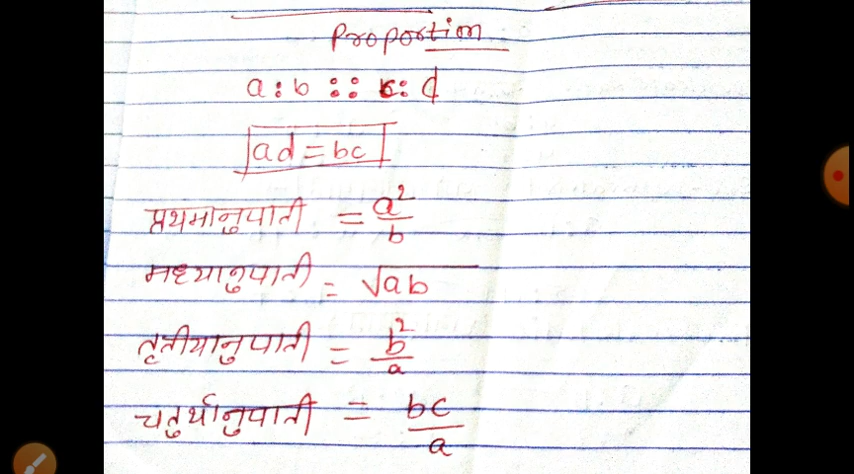 Proportion
a : b :: c : d
ad = bc
प्रथमानुपाती = a²/b
मध्यानुपाती = √ab
तृतीयानुपाती = b²/a
चतुर्थानुपाती = bc/a